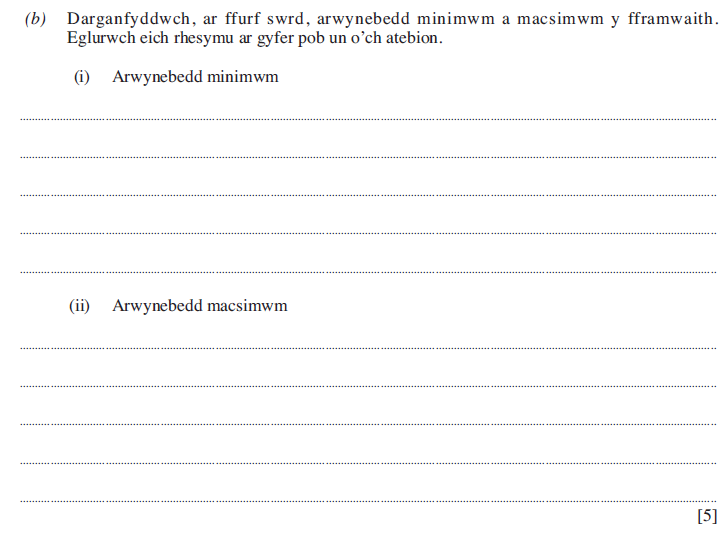 (b) Darganfyddwch, ar ffurf swrd, arwynebedd minimwm a macsimwm y fframwaith.
Eglurwch eich rhesymu ar gyfer pob un o'ch atebion.
(i) Arwynebedd minimwm
(ii) Arwynebedd macsimwm
[5]